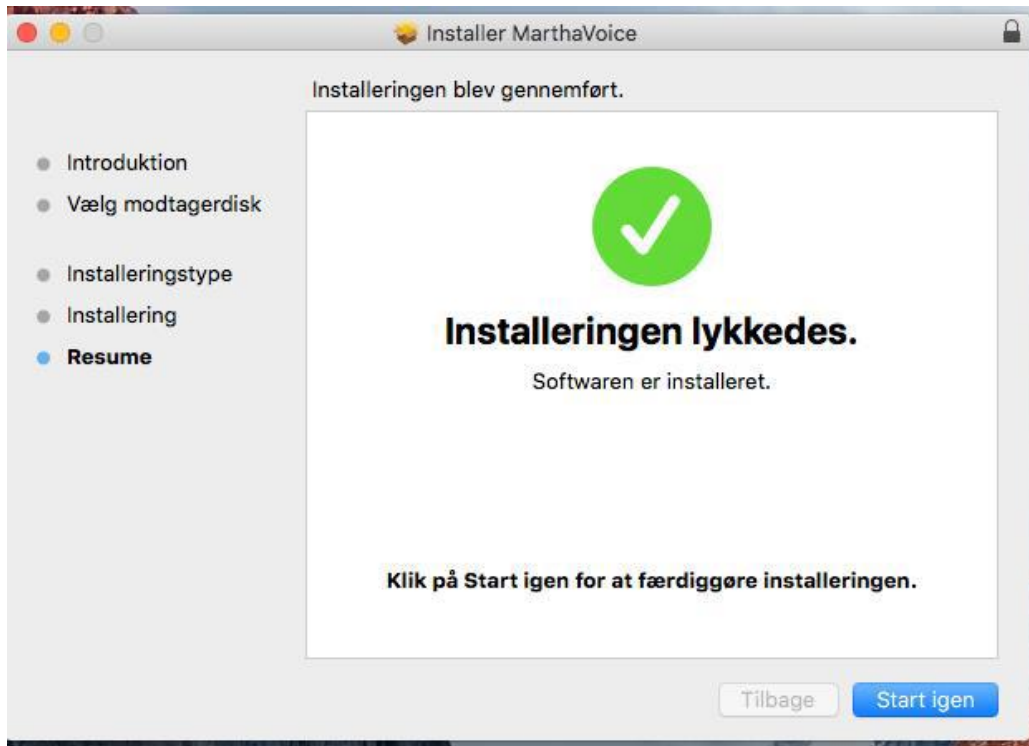 Installer MarthaVoice
Installeringen blev gennemført.
Introduktion
Vælg modtagerdisk
Installeringstype
Installering
Resume
Installeringen lykkedes.
Softwaren er installeret.
Klik på Start igen for at færdiggøre installeringen.
Tilbage
Start igen